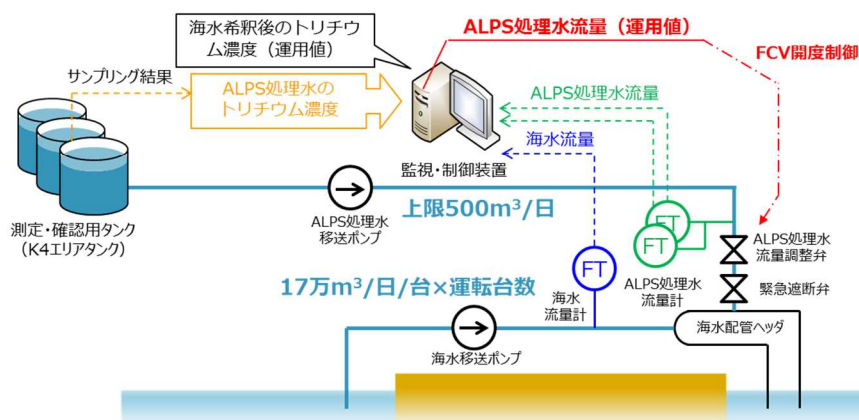 海水希釈後のトリチウ
ム濃度（運用値）
ALPS処理水流量（運用値）
FCV開度制御
サンプリング結果
ALPS処理水の
トリチウム濃度
ALPS処理水流量
海水流量
監視・制御装置
測定・確認用タンク
（K4エリアタンク）
ALPS処理水
移送ポンプ
上限500m³/日
FT
FT
FT
ALPS処理水
流量調整弁
緊急遮断弁
17万m³/日/台×運転台数
海水
流量計
ALPS処理水
流量計
海水配管ヘッダ
海水移送ポンプ